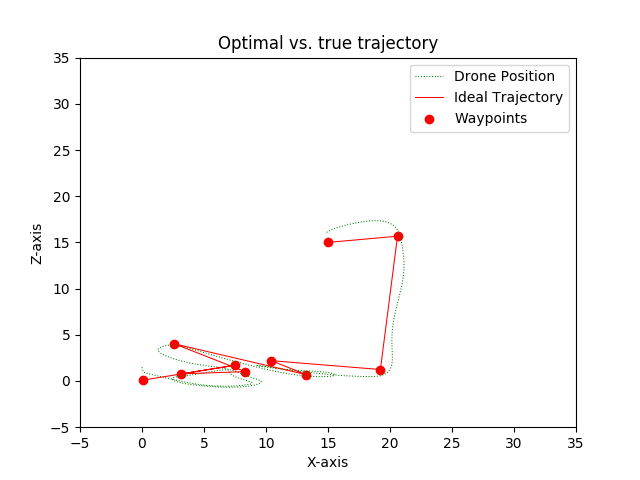 Optimal vs. true trajectory
Drone Position
Ideal Trajectory
Waypoints
Z-axis
35
30
25
20
15
10
5
0
−5
−5 0 5 10 15 20 25 30 35
X-axis